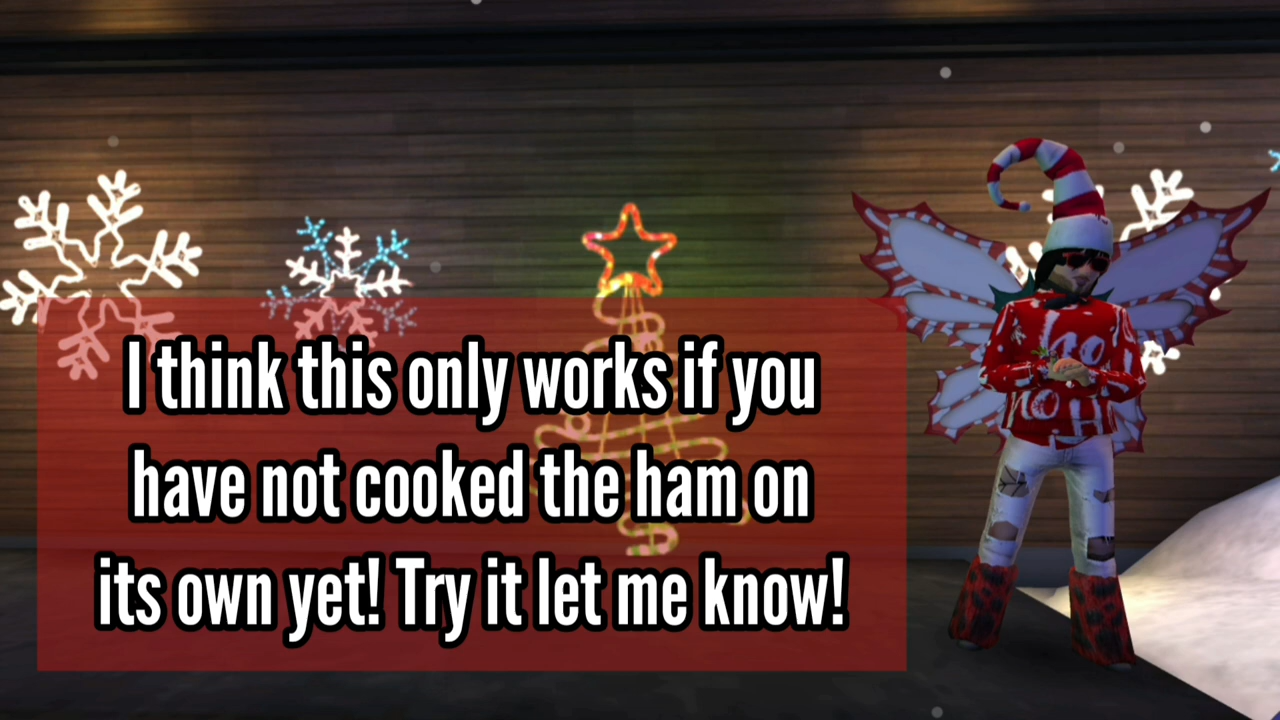 I think this only works if you
have not cooked the ham on
its own yet! Try it let me know!